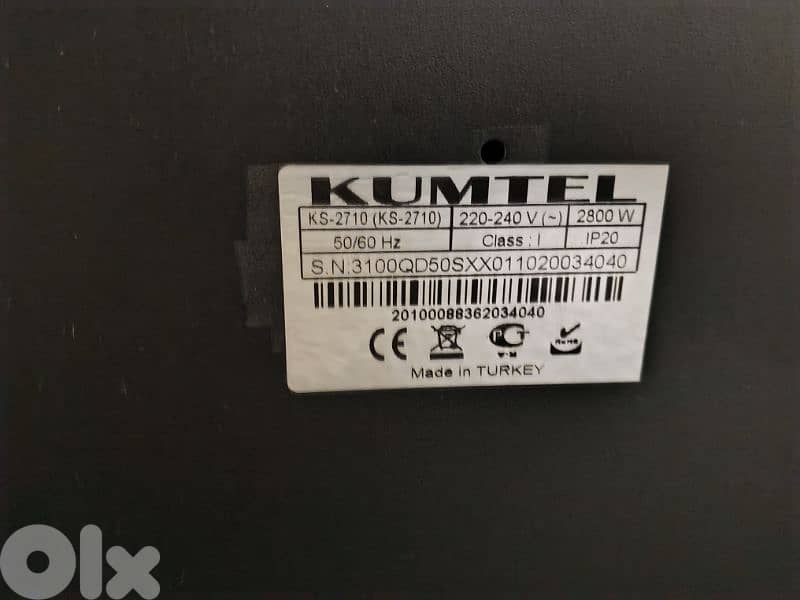 KUMTEL
KS-2710 (KS-2710) 220-240 V (~) 2800 W
50/60 Hz Class : I IP20
S.N.3100QD50SXX011020034040
20100088362034040
CE
RoHS
Made in TURKEY
OLX